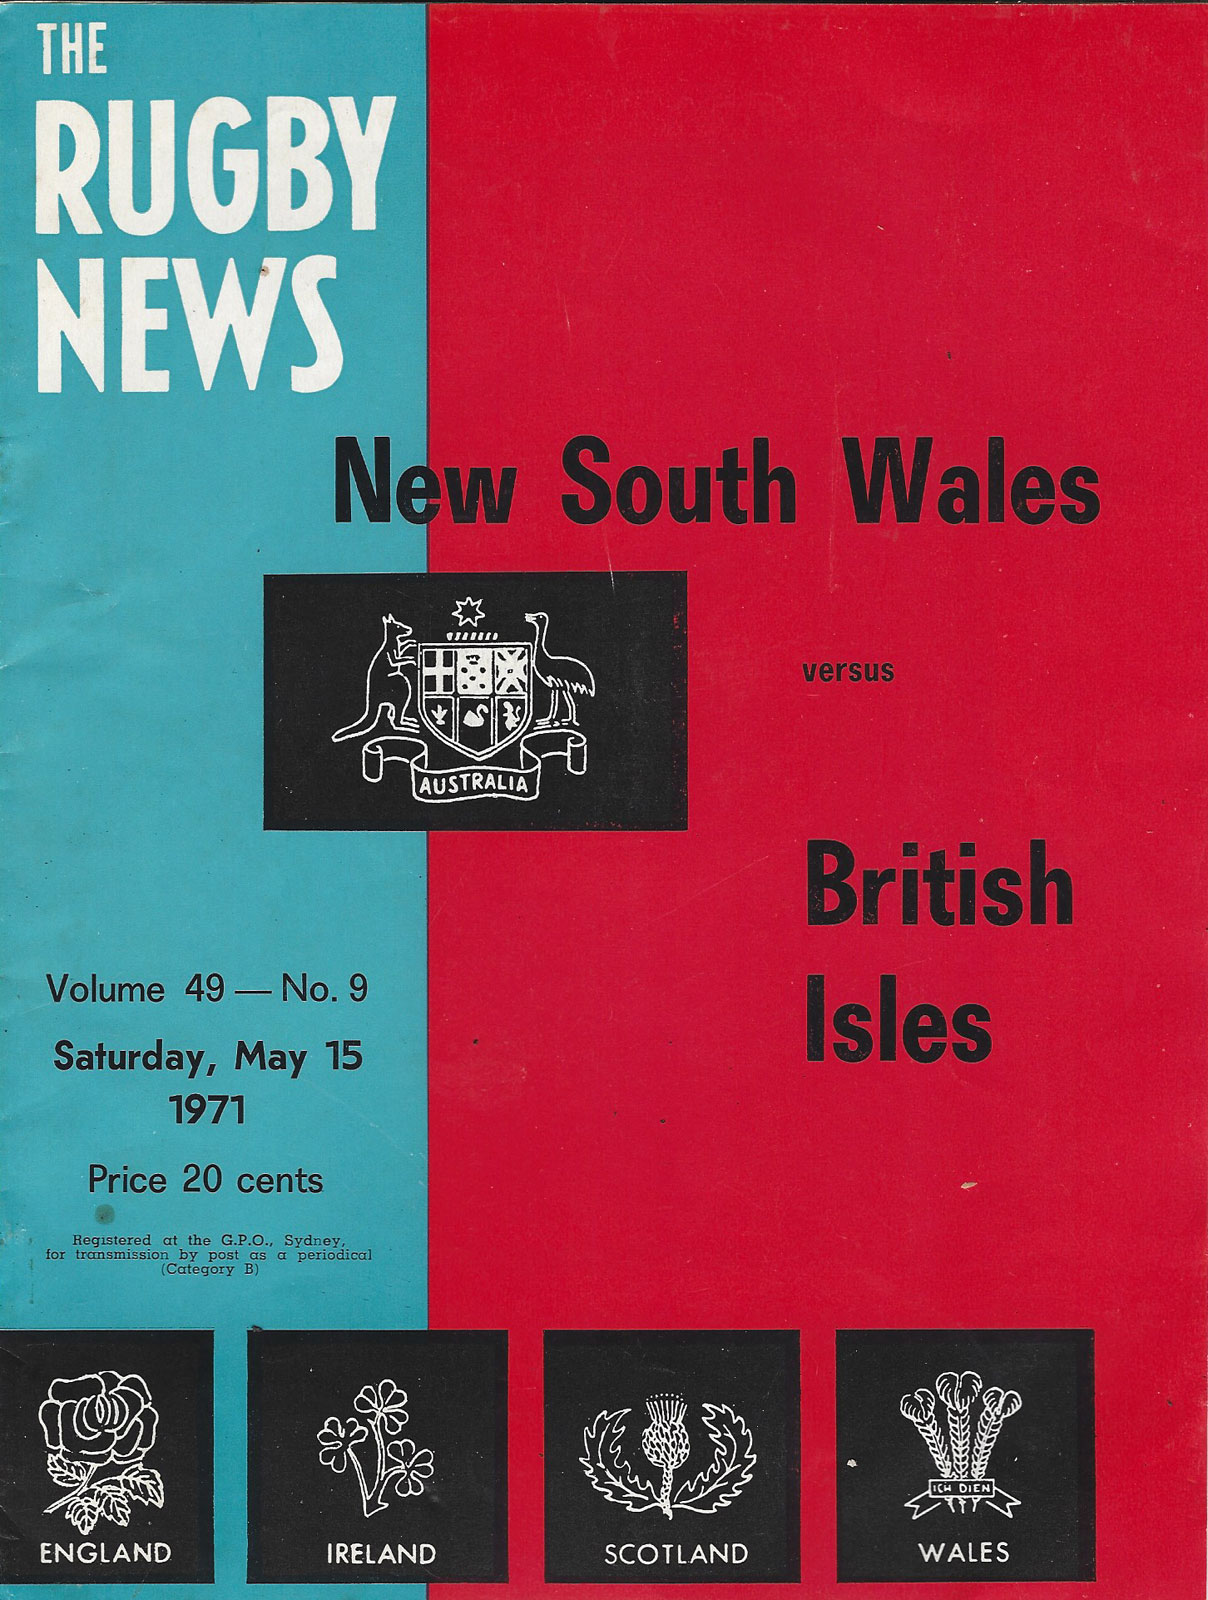 THE
RUGBY
NEWS
New South Wales
AUSTRALIA
versus
British
Isles
Volume 49 — No. 9
Saturday, May 15
1971
Price 20 cents
Registered at the G.P.O., Sydney,
for transmission by post as a periodical
(Category B)
ENGLAND
IRELAND
SCOTLAND
ICH DIEN
WALES